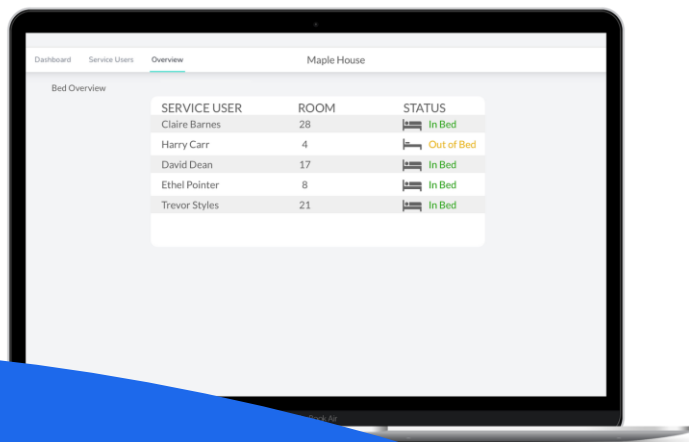 Dashboard Service Users Overview Maple House
Bed Overview
SERVICE USER ROOM STATUS
Claire Barnes 28 In Bed
Harry Carr 4 Out of Bed
David Dean 17 In Bed
Ethel Pointer 8 In Bed
Trevor Styles 21 In Bed
Air